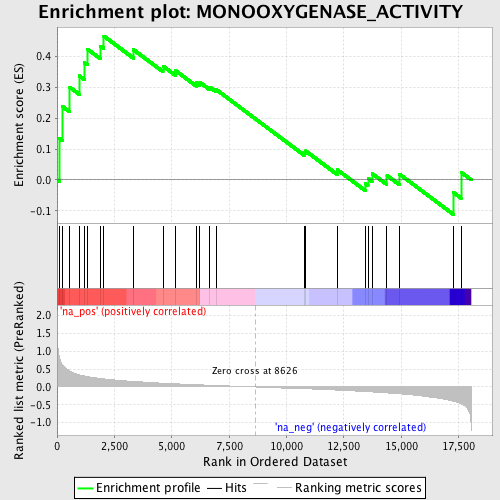 Enrichment plot: MONOOXYGENASE_ACTIVITY
Enrichment score (ES)
0.4
0.3
0.2
0.1
0.0
-0.1
'na_pos' (positively correlated)
Ranked list metric (PreRanked)
2.0
1.5
1.0
0.5
0.0
-0.5
-1.0
Zero cross at 8626
'na_neg' (negatively correlated)
0 2,500 5,000 7,500 10,000 12,500 15,000 17,500
Rank in Ordered Dataset
Enrichment profile Hits Ranking metric scores